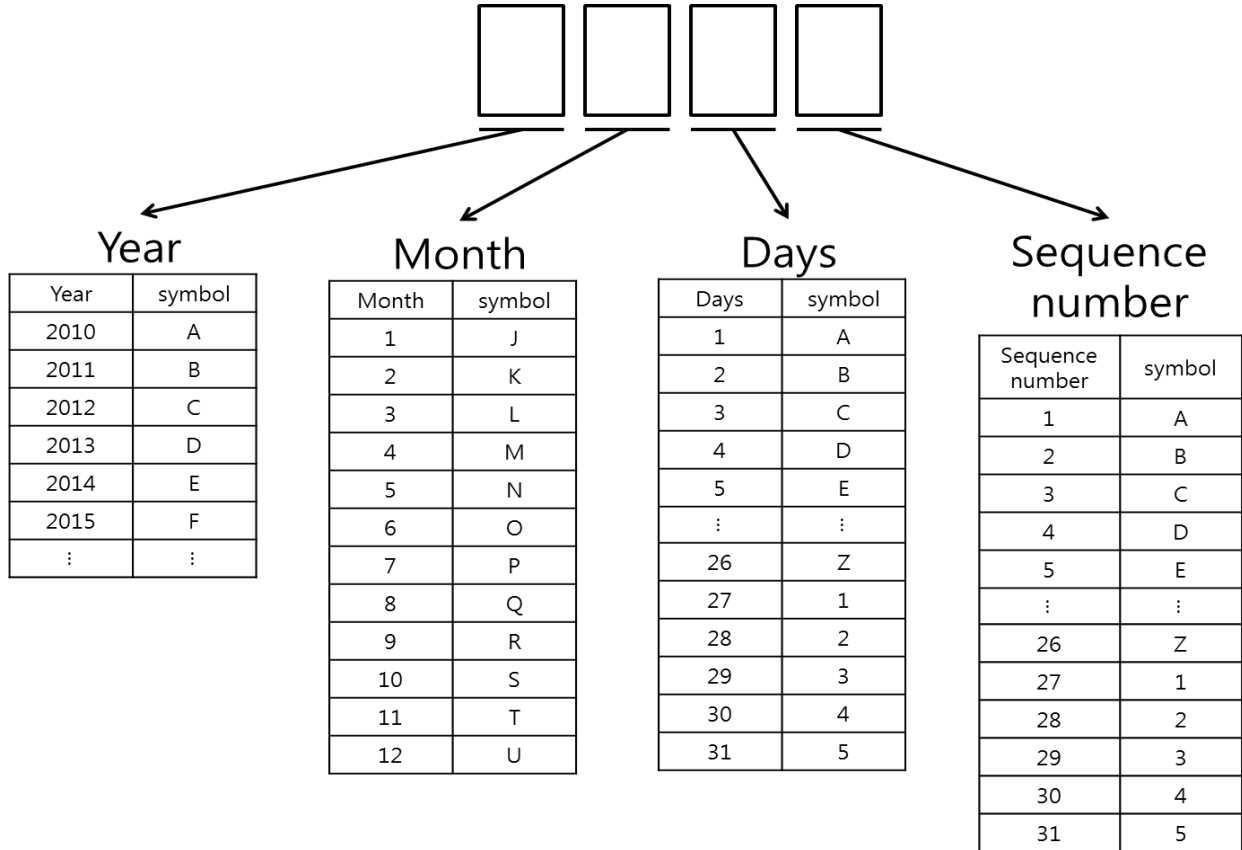 Year
Year symbol
2010 A
2011 B
2012 C
2013 D
2014 E
2015 F
⋮ ⋮
Month
Month symbol
1 J
2 K
3 L
4 M
5 N
6 O
7 P
8 Q
9 R
10 S
11 T
12 U
Days
Days symbol
1 A
2 B
3 C
4 D
5 E
⋮ ⋮
26 Z
27 1
28 2
29 3
30 4
31 5
Sequence
number
Sequence
number symbol
1 A
2 B
3 C
4 D
5 E
⋮ ⋮
26 Z
27 1
28 2
29 3
30 4
31 5